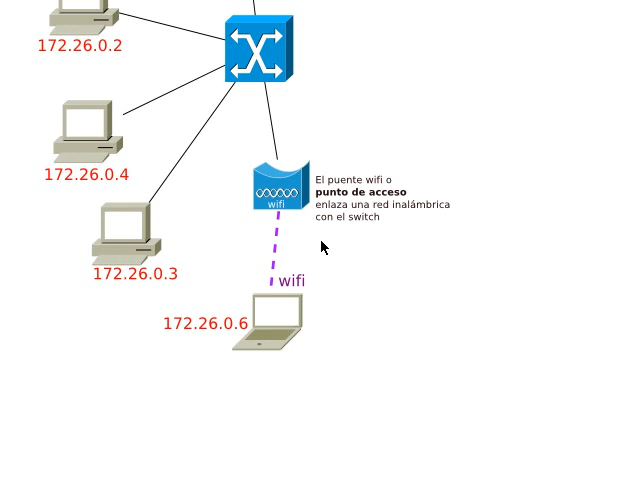 172.26.0.2
172.26.0.4
El puente wifi o
punto de acceso
enlaza una red inalámbrica
con el switch
wifi
172.26.0.3
wifi
172.26.0.6